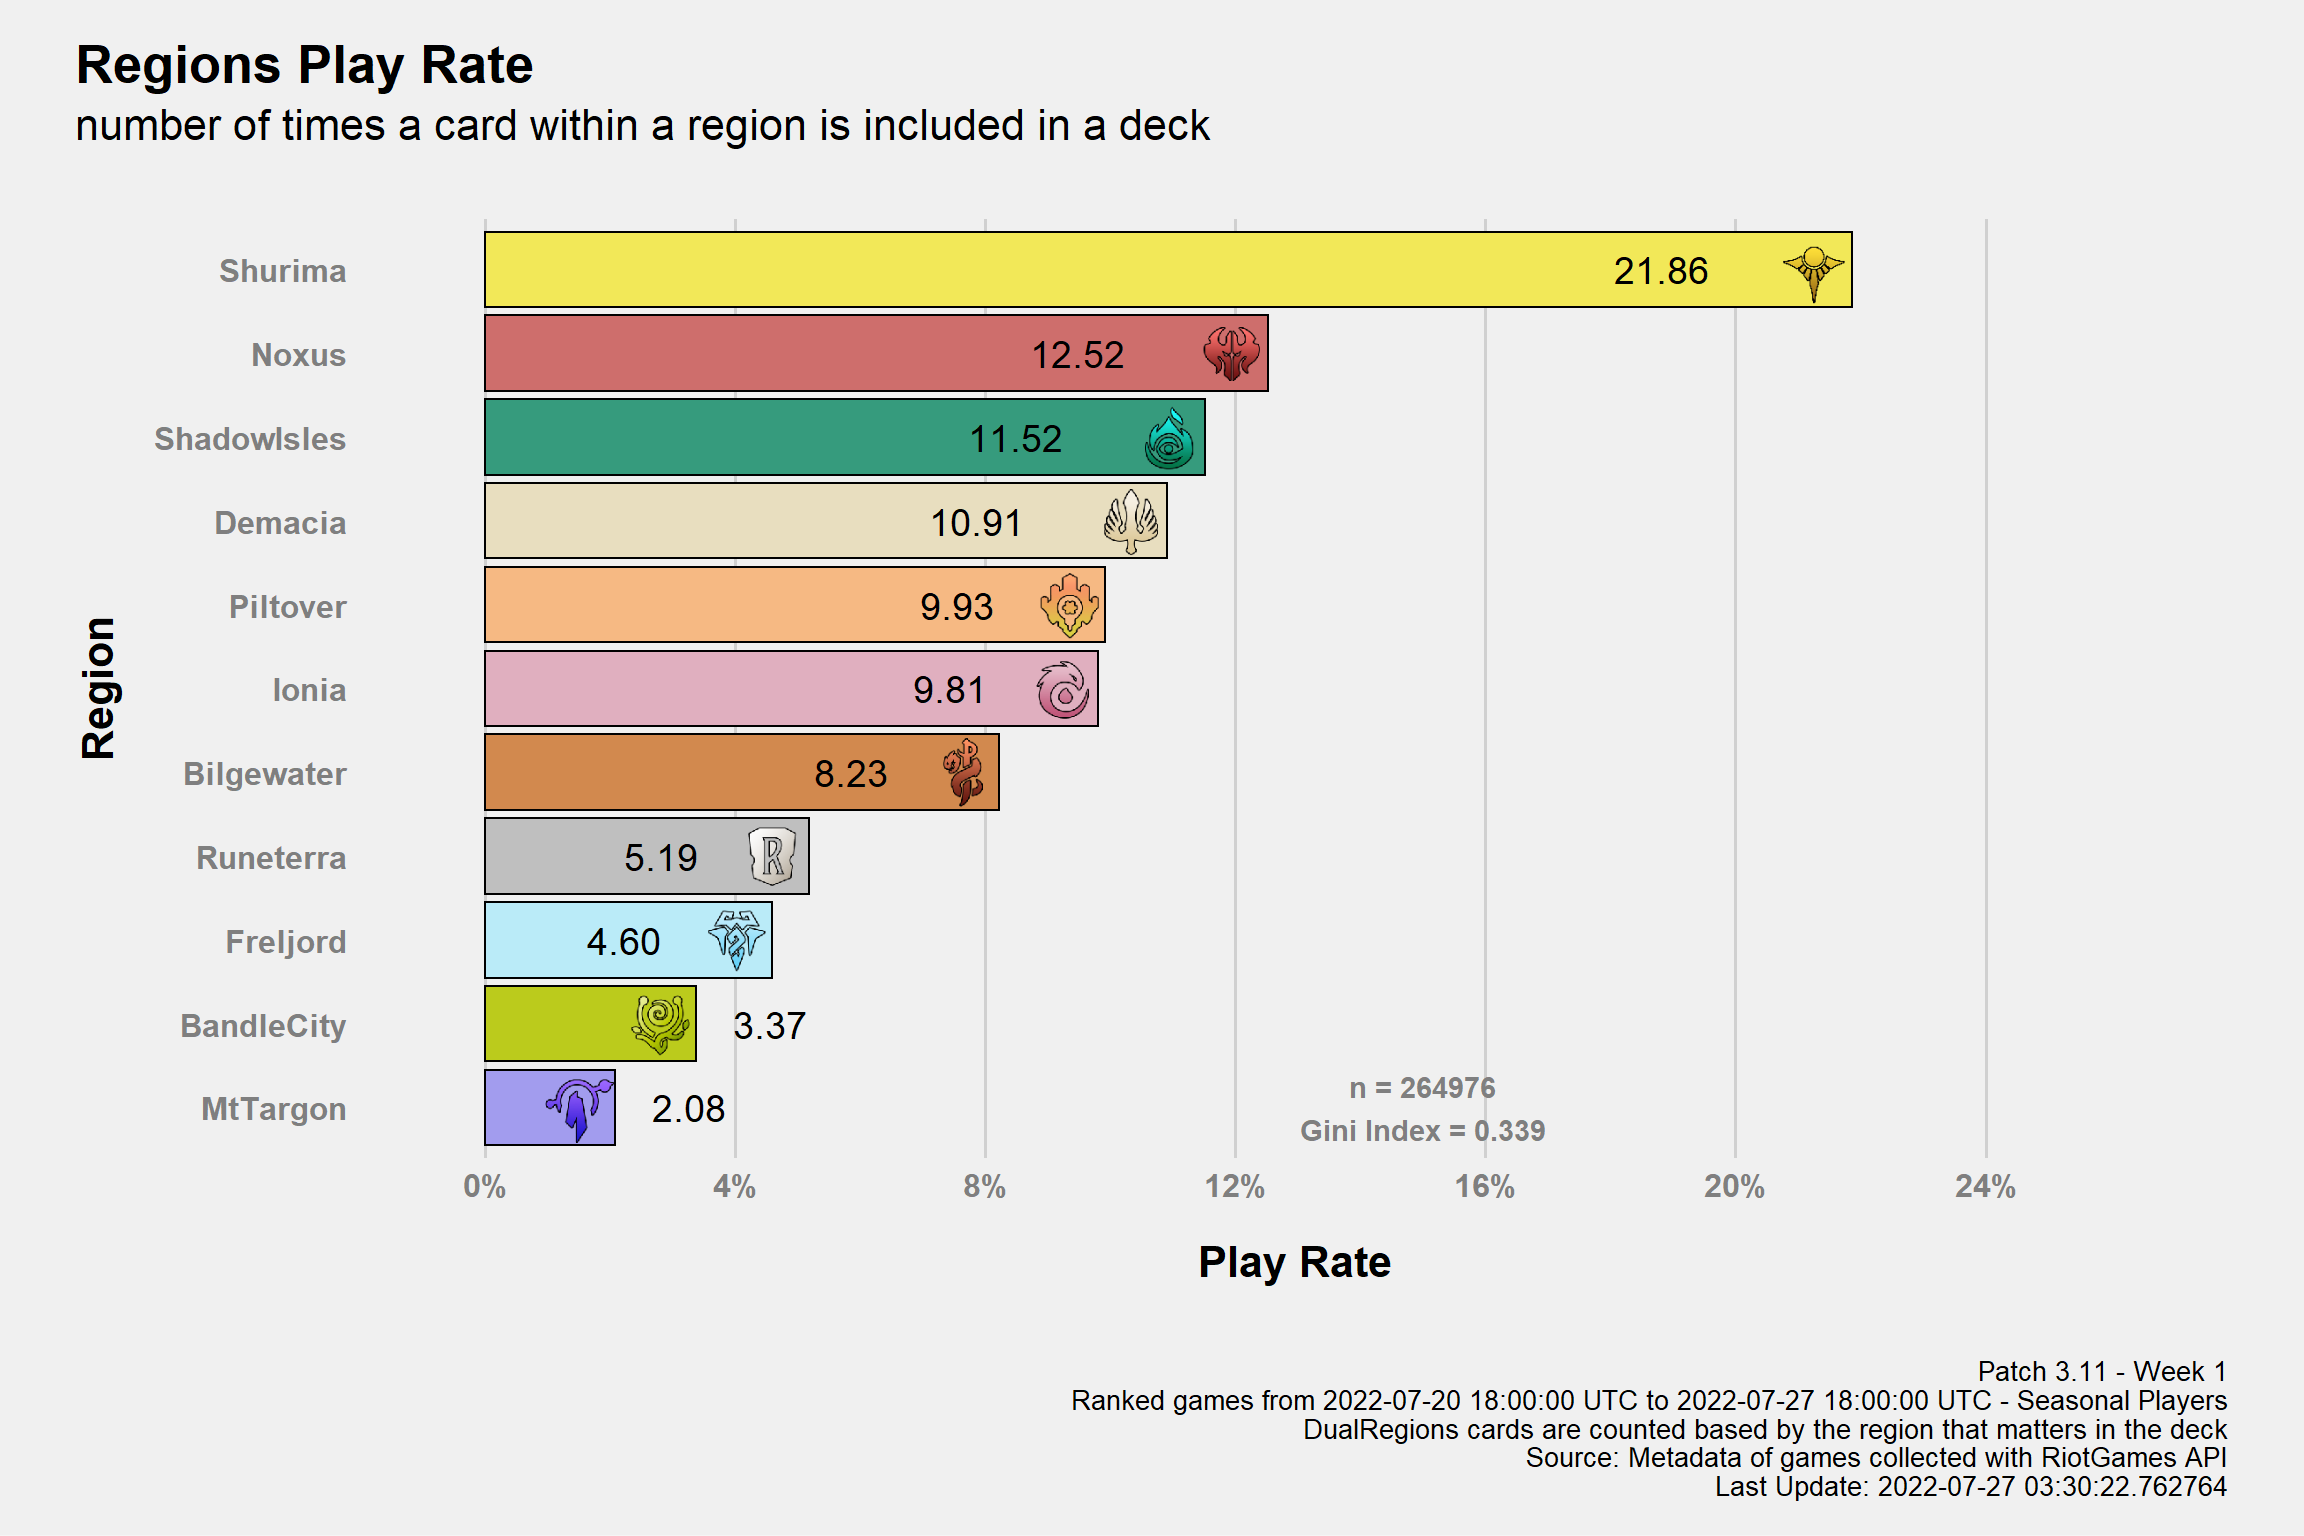 Regions Play Rate
number of times a card within a region is included in a deck
Region
Shurima 21.86
Noxus 12.52
ShadowIsles 11.52
Demacia 10.91
Piltover 9.93
Ionia 9.81
Bilgewater 8.23
Runeterra 5.19 R
Freljord 4.60
BandleCity 3.37
MtTargon 2.08
n = 264976
Gini Index = 0.339
0% 4% 8% 12% 16% 20% 24%
Play Rate
Patch 3.11 - Week 1
Ranked games from 2022-07-20 18:00:00 UTC to 2022-07-27 18:00:00 UTC - Seasonal Players
DualRegions cards are counted based by the region that matters in the deck
Source: Metadata of games collected with RiotGames API
Last Update: 2022-07-27 03:30:22.762764